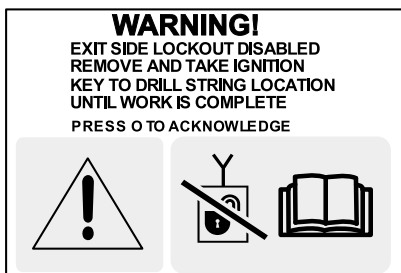 WARNING!
EXIT SIDE LOCKOUT DISABLED
REMOVE AND TAKE IGNITION
KEY TO DRILL STRING LOCATION
UNTIL WORK IS COMPLETE
PRESS O TO ACKNOWLEDGE